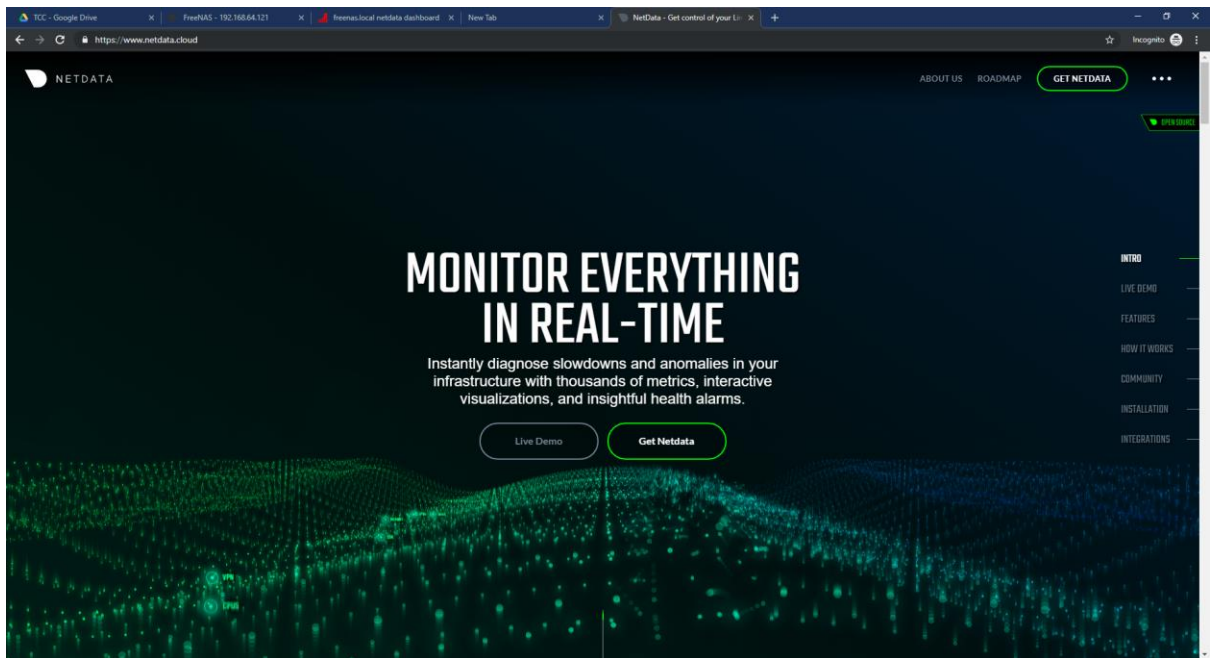 TCC - Google Drive
FreeNAS - 192.168.64.121
freenas.local netdata dashboard
New Tab
NetData - Get control of your Li
https://www.netdata.cloud
Incognito
NETDATA
ABOUT US
ROADMAP
GET NETDATA
OPEN SOURCE
MONITOR EVERYTHING
IN REAL-TIME
Instantly diagnose slowdowns and anomalies in your
infrastructure with thousands of metrics, interactive
visualizations, and insightful health alarms.
Live Demo
Get Netdata
INTRO
LIVE DEMO
FEATURES
HOW IT WORKS
COMMUNITY
INSTALLATION
INTEGRATIONS
VPN
CPUS